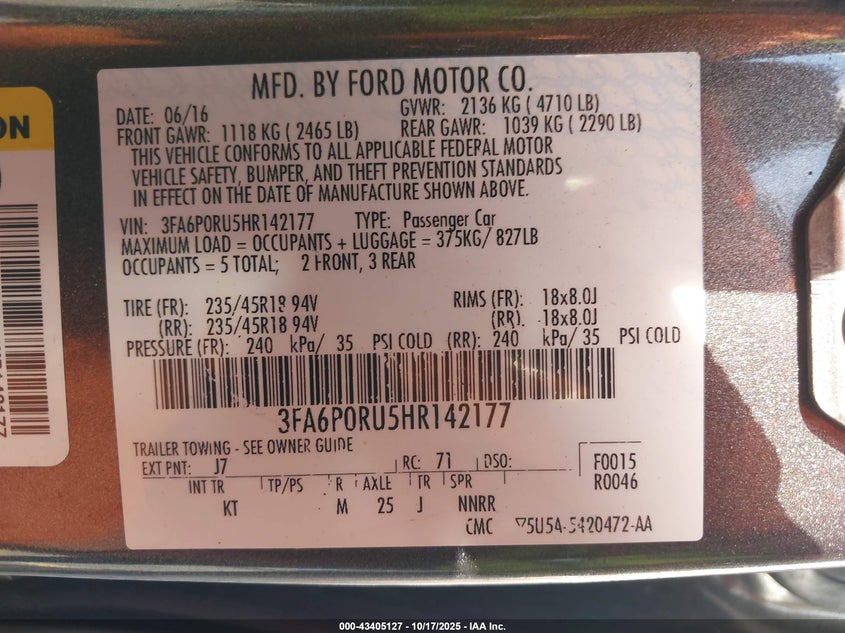 ON
MFD. BY FORD MOTOR CO.
DATE: 06/16 GVWR: 2136 KG ( 4710 LB)
FRONT GAWR: 1118 KG ( 2465 LB) REAR GAWR: 1039 KG ( 2290 LB)
THIS VEHICLE CONFORMS TO ALL APPLICABLE FEDERAL MOTOR
VEHICLE SAFETY, BUMPER, AND THEFT PREVENTION STANDARDS
IN EFFECT ON THE DATE OF MANUFACTURE SHOWN ABOVE.
VIN: 3FA6P0RU5HR142177 TYPE: Passenger Car
MAXIMUM LOAD = OCCUPANTS + LUGGAGE = 375KG/ 827LB
OCCUPANTS = 5 TOTAL; 2 FRONT, 3 REAR
TIRE (FR): 235/45R18 94V RIMS (FR): 18x8.0J
(RR): 235/45R18 94V (RR): 18x8.0J
PRESSURE (FR): 240 kPa/ 35 PSI COLD (RR): 240 kPa/ 35 PSI COLD
3FA6P0RU5HR142177
TRAILER TOWING - SEE OWNER GUIDE
EXT PNT: J7 RC: 71 DSO: F0015
INT TR TP/PS R AXLE TR SPR R0046
KT M 25 J NNRR
CMC 5U5A-5420472-AA
000-43405127 - 10/17/2025 - IAA Inc.